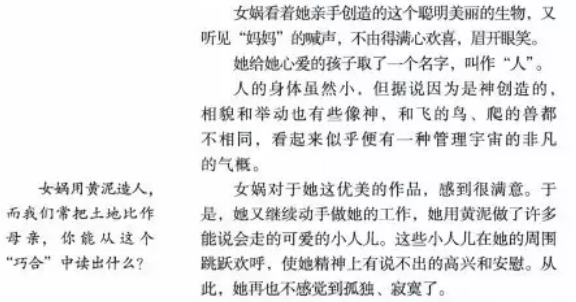 女娲看着她亲手创造的这个聪明美丽的生物，又
听见“妈妈”的喊声，不由得满心欢喜，眉开眼笑。
她给她心爱的孩子取了一个名字，叫作“人”。
人的身体虽然小，但据说因为是神创造的，
相貌和举动也有些像神，和飞的鸟、爬的兽都
不相同，看起来似乎便有一种管理宇宙的非凡
的气概。
女娲对于她这优美的作品，感到很满意。于
是，她又继续动手做她的工作，她用黄泥做了许多
能说会走的可爱的小人儿。这些小人儿在她的周围
跳跃欢呼，使她精神上有说不出的高兴和安慰。从
此，她再也不感觉到孤独、寂寞了。
女娲用黄泥造人，
而我们常把土地比作
母亲，你能从这个
“巧合”中读出什么？